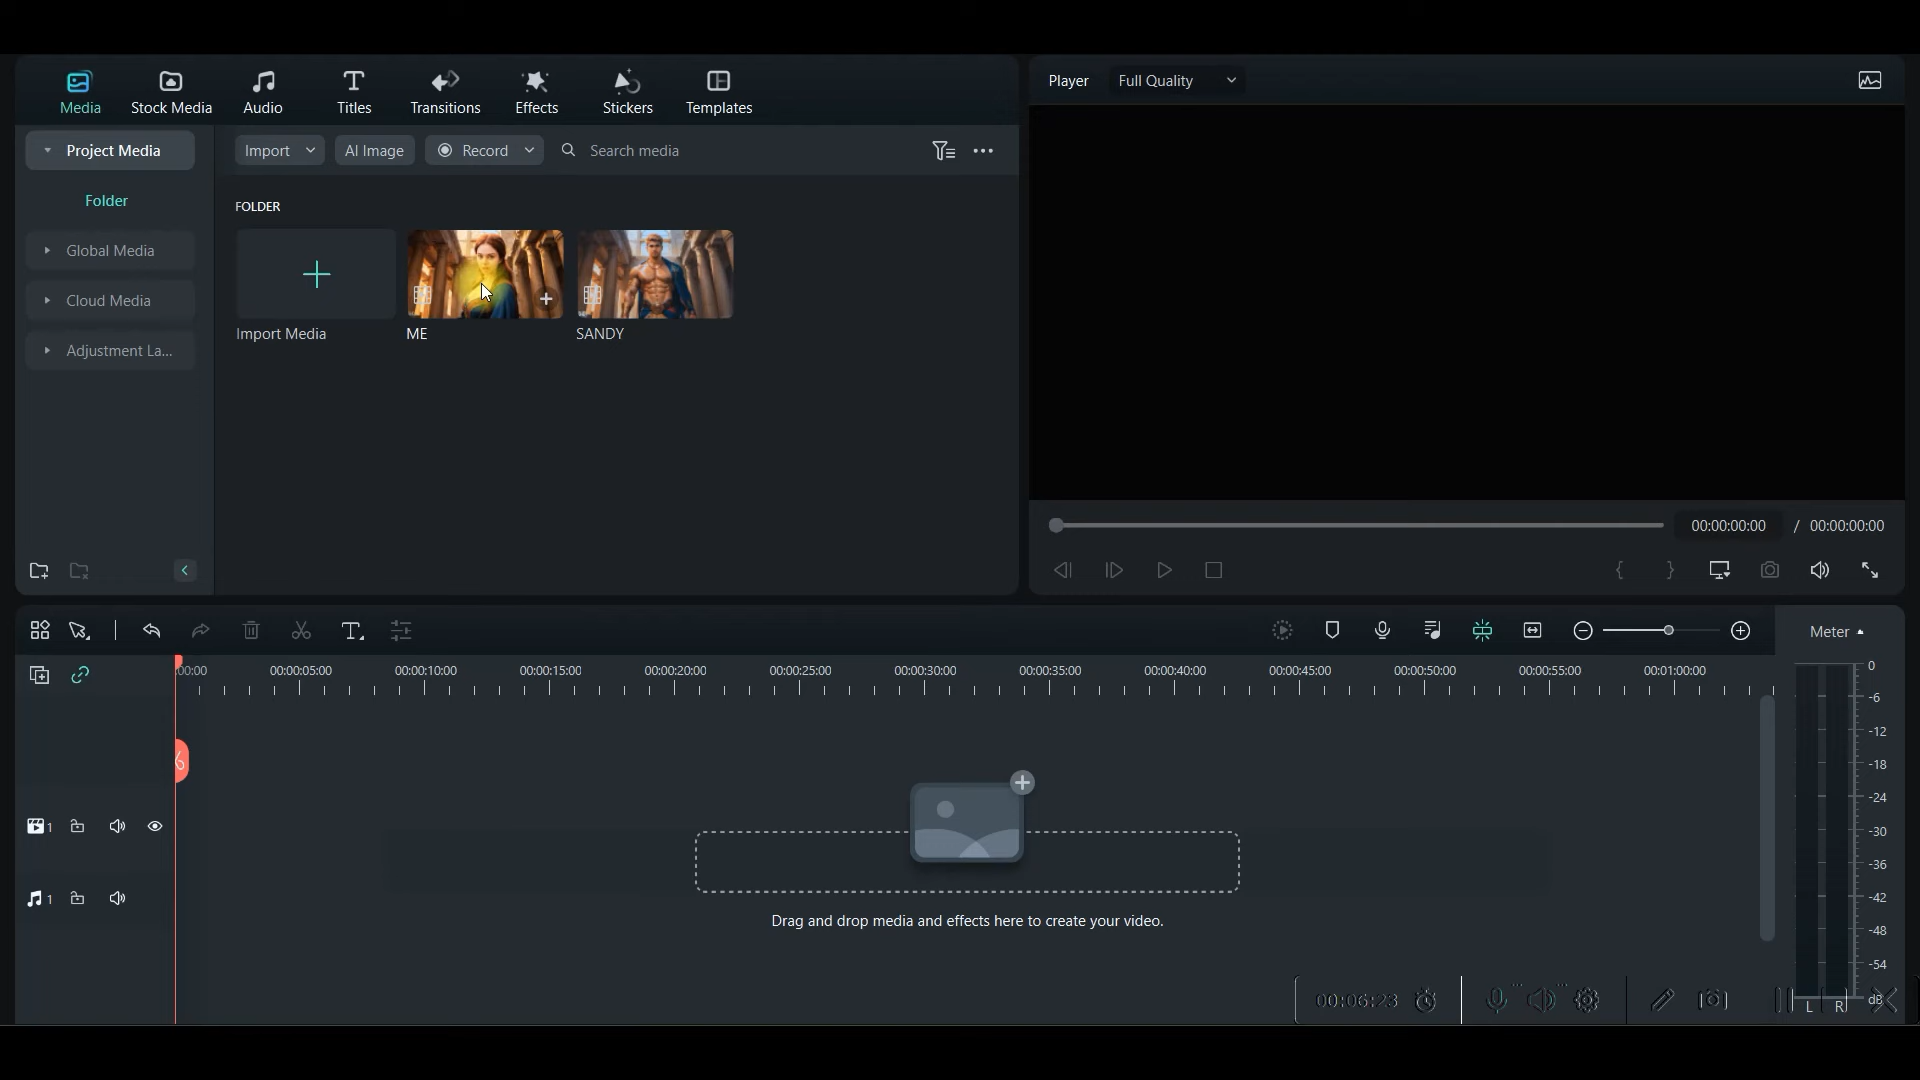 Media Stock Media Audio Titles Transitions Effects Stickers Templates
Player Full Quality
Project Media
Import AI Image Record Search media
Folder
FOLDER
Global Media
Cloud Media
Adjustment La...
Import Media ME SANDY
00:00:00:00 / 00:00:00:00
Meter
:00:00 00:00:05:00 00:00:10:00 00:00:15:00 00:00:20:00 00:00:25:00 00:00:30:00 00:00:35:00 00:00:40:00 00:00:45:00 00:00:50:00 00:00:55:00 00:01:00:00
0
-6
-12
-18
-24
-30
-36
-42
-48
-54
dB
1
1
Drag and drop media and effects here to create your video.
00:06:23
L R